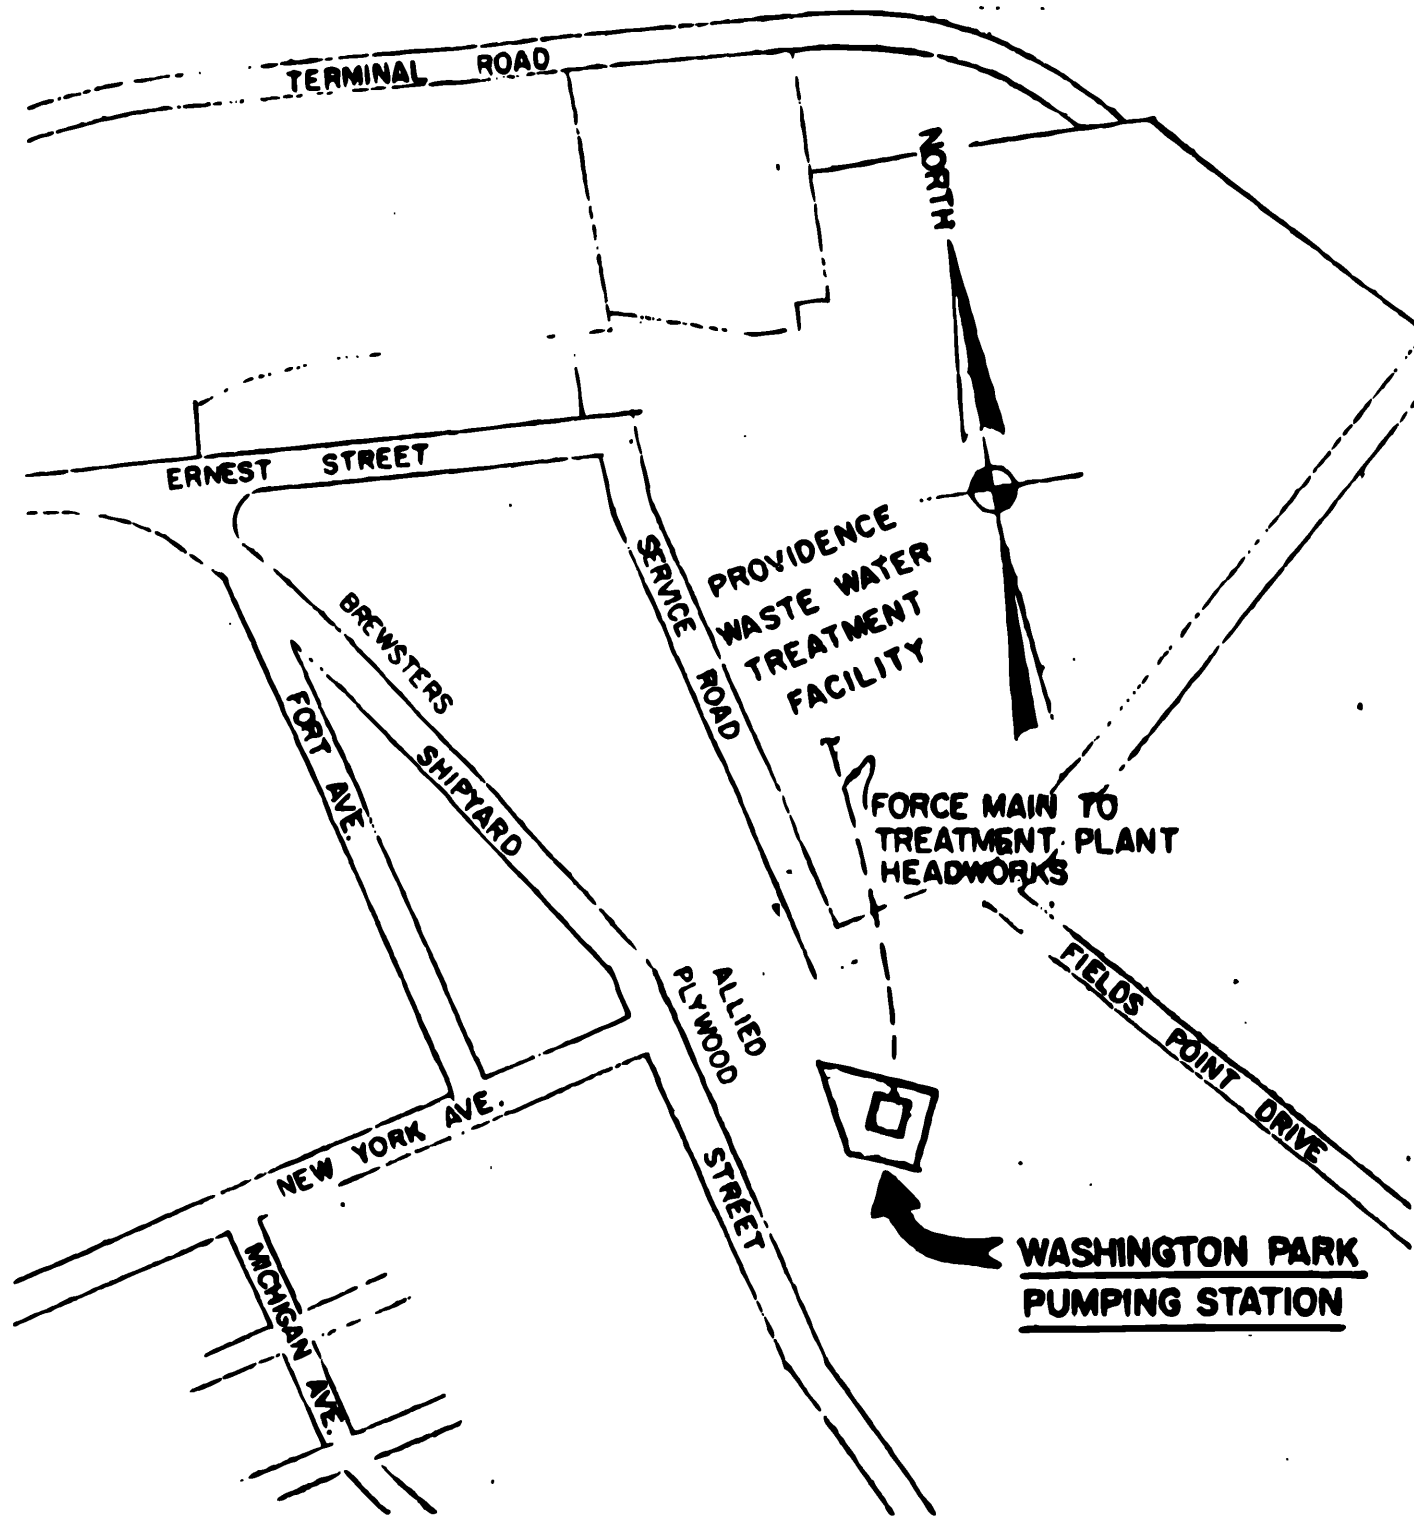 TERMINAL ROAD
NORTH
ERNEST STREET
SERVICE ROAD
PROVIDENCE
WASTE WATER
TREATMENT
FACILITY
BREWSTERS
SHIPYARD
FORT AVE.
FORCE MAIN TO
TREATMENT PLANT
HEADWORKS
ALLIED
PLYWOOD
FIELDS POINT DRIVE
NEW YORK AVE.
STREET
WASHINGTON PARK
PUMPING STATION
MICHIGAN AVE.